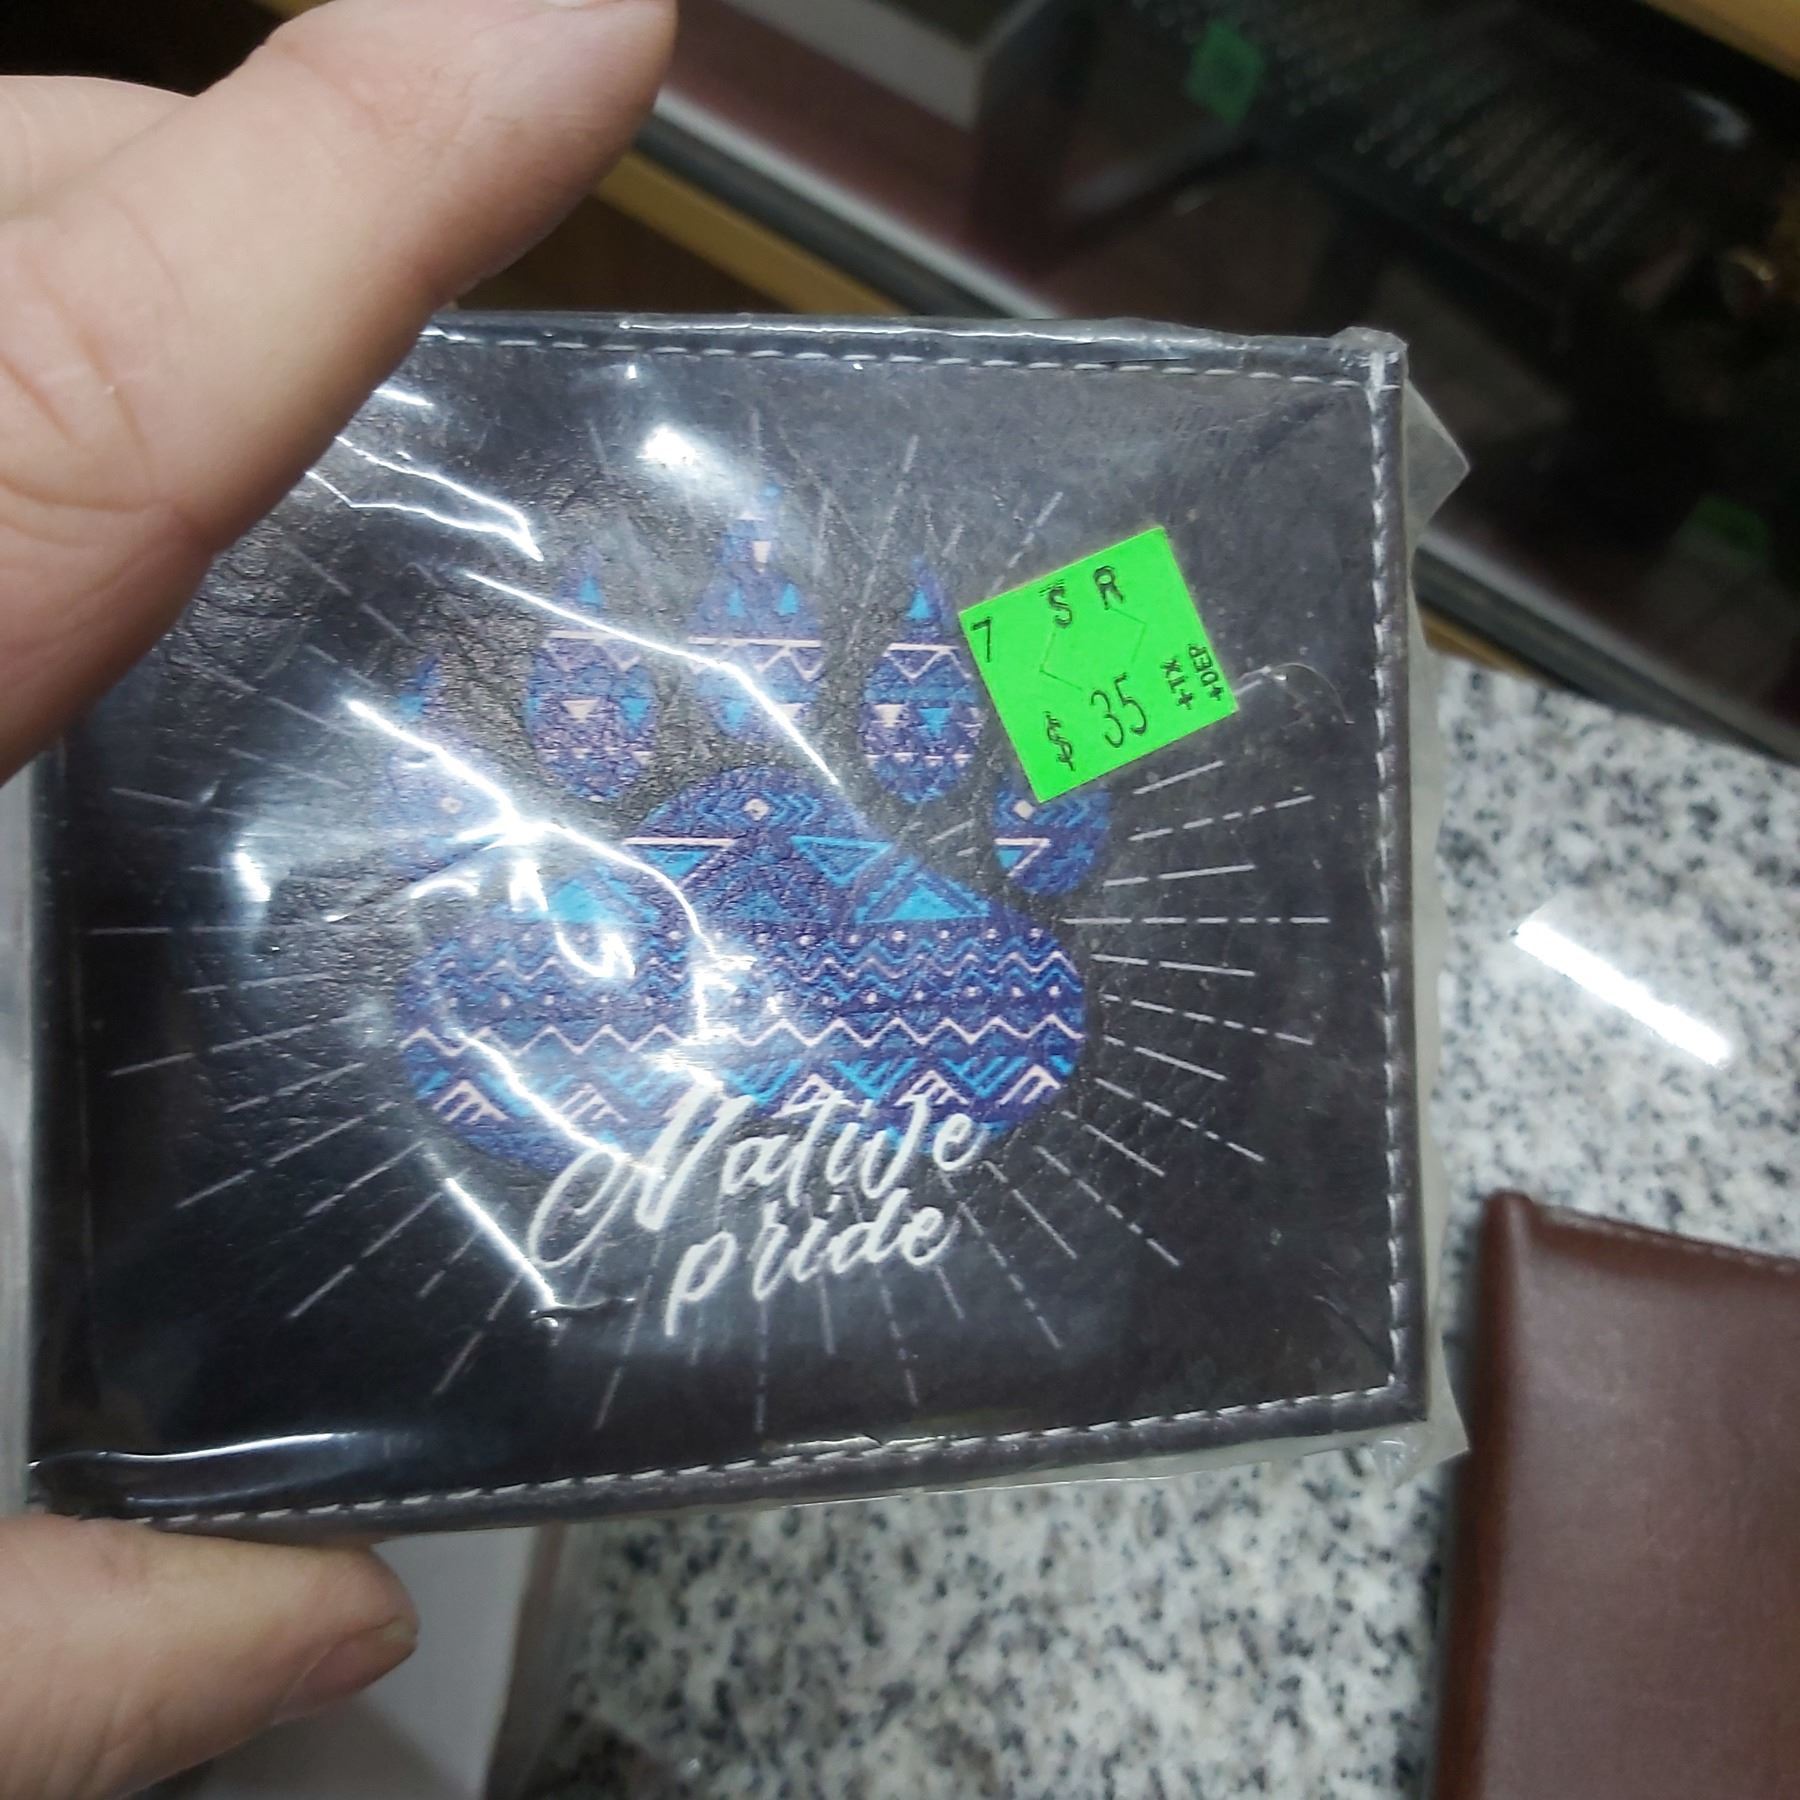 7 S R
$ 35
+TX
+DEP
Native
pride